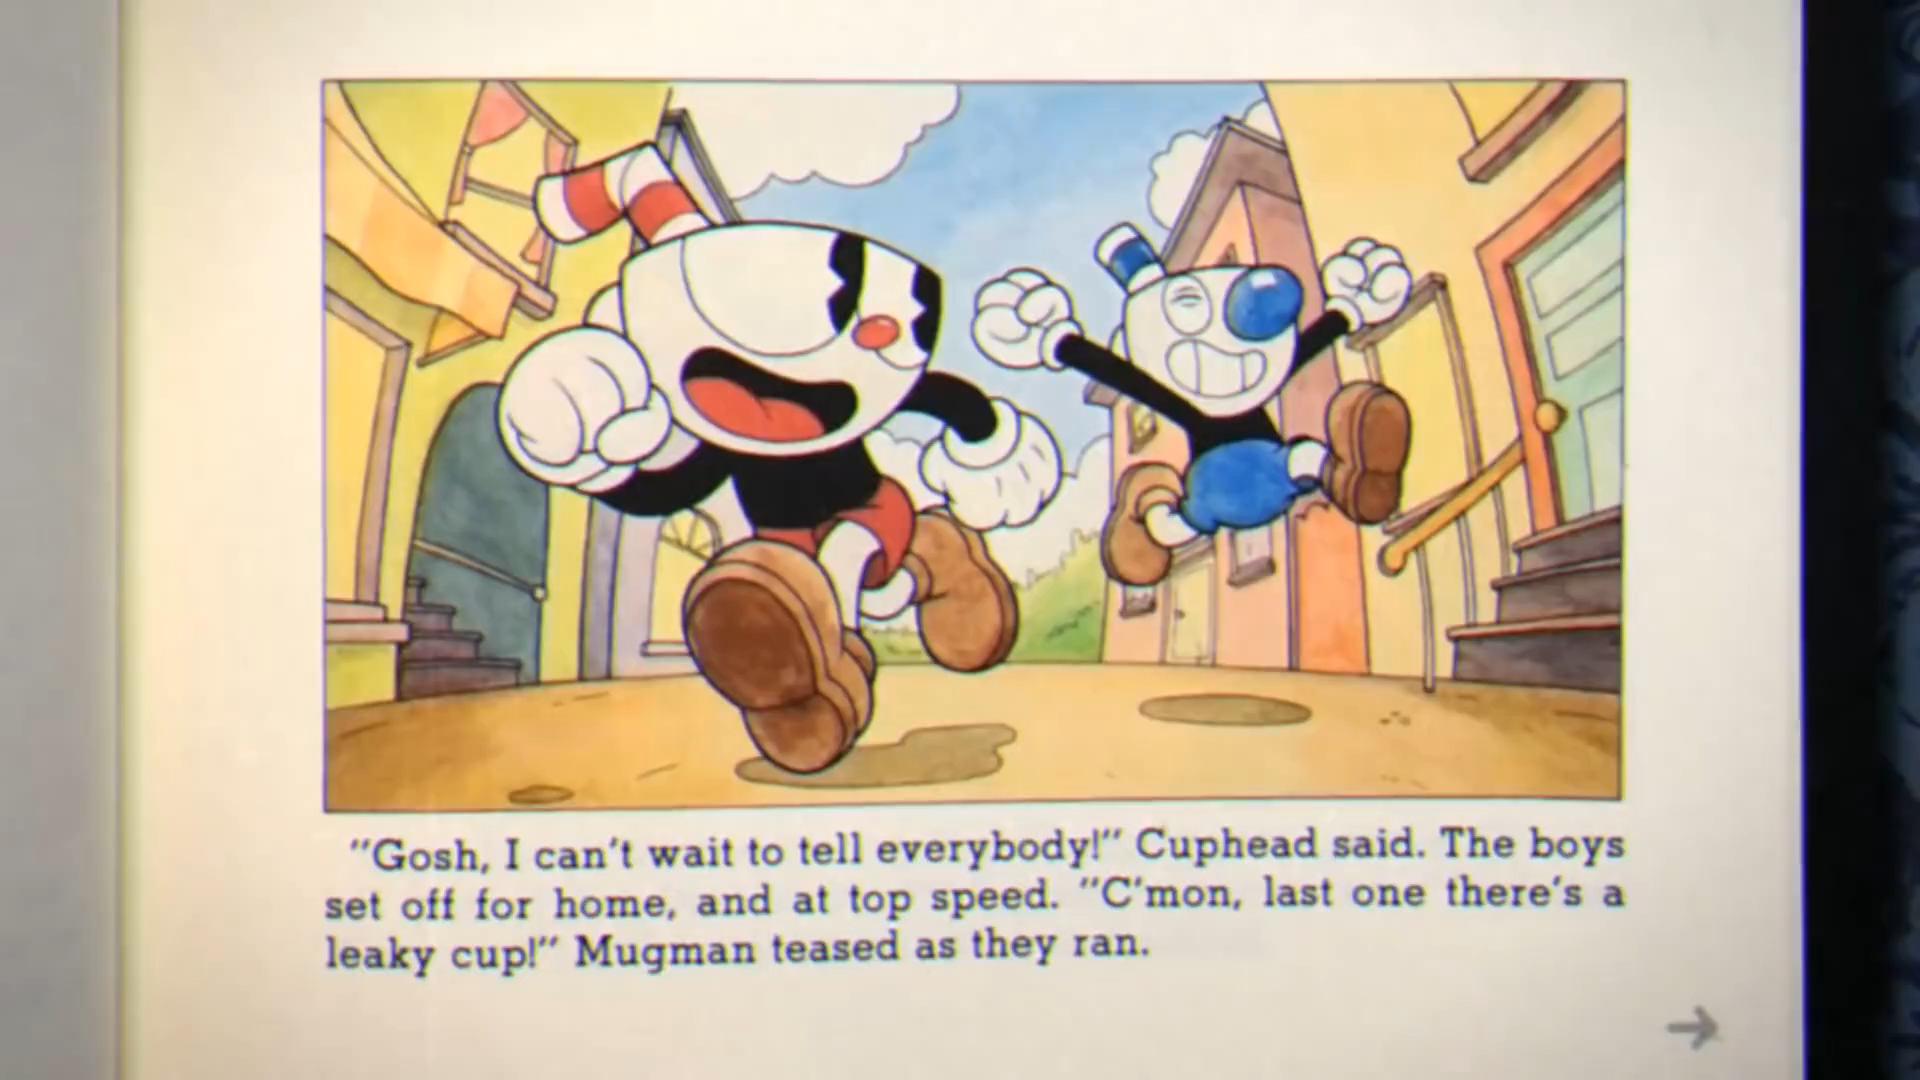 "Gosh, I can't wait to tell everybody!" Cuphead said. The boys
set off for home, and at top speed. "C'mon, last one there's a
leaky cup!" Mugman teased as they ran.